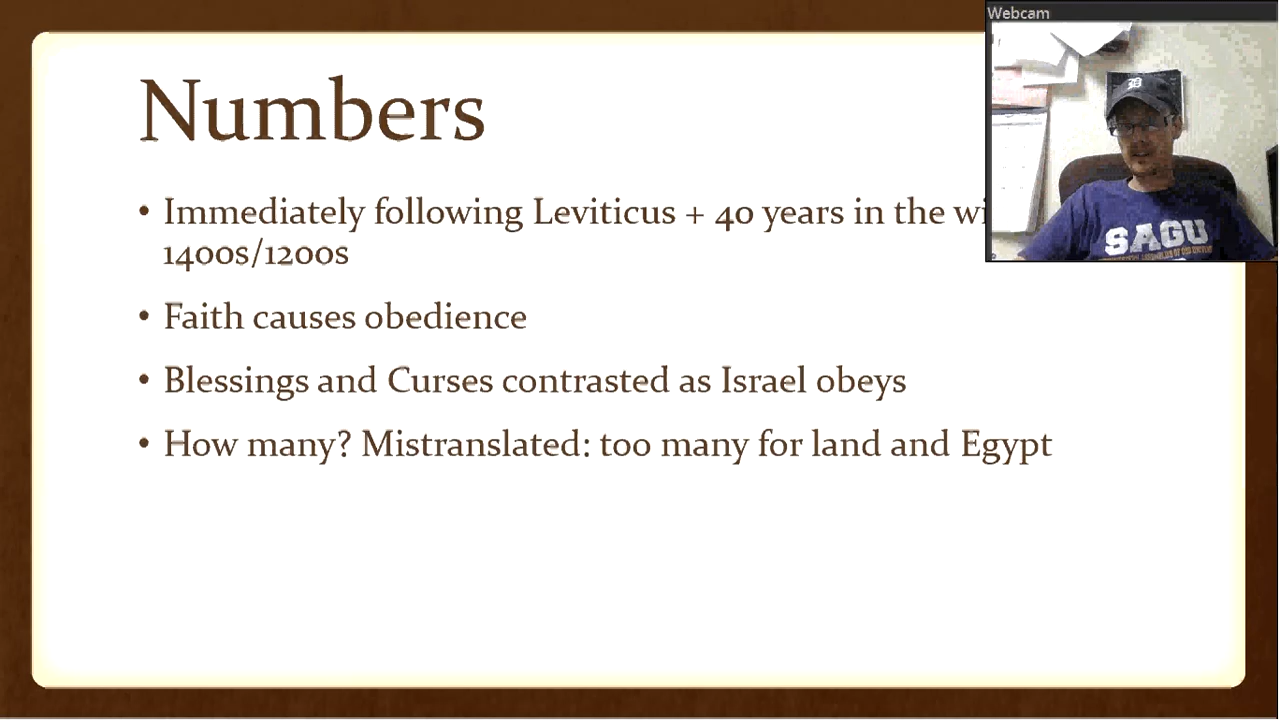 Webcam
Numbers
• Immediately following Leviticus + 40 years in the
1400s/1200s
• Faith causes obedience
• Blessings and Curses contrasted as Israel obeys
• How many? Mistranslated: too many for land and Egypt
SAGU